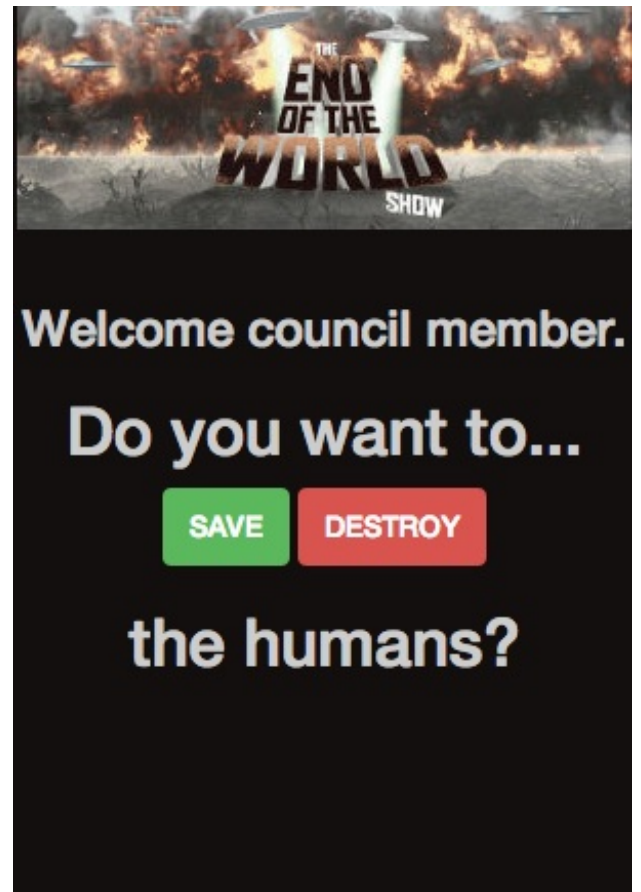 THE
END
OF THE
WORLD
SHOW
Welcome council member.
Do you want to...
SAVE DESTROY
the humans?